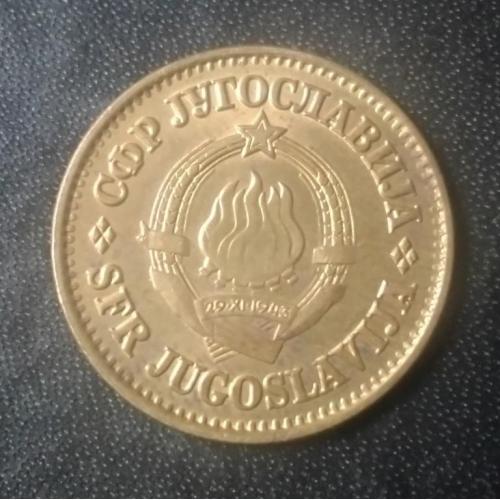 СФР ЈУГОСЛАВИЈА
29·XI·1943
SFR JUGOSLAVIJA